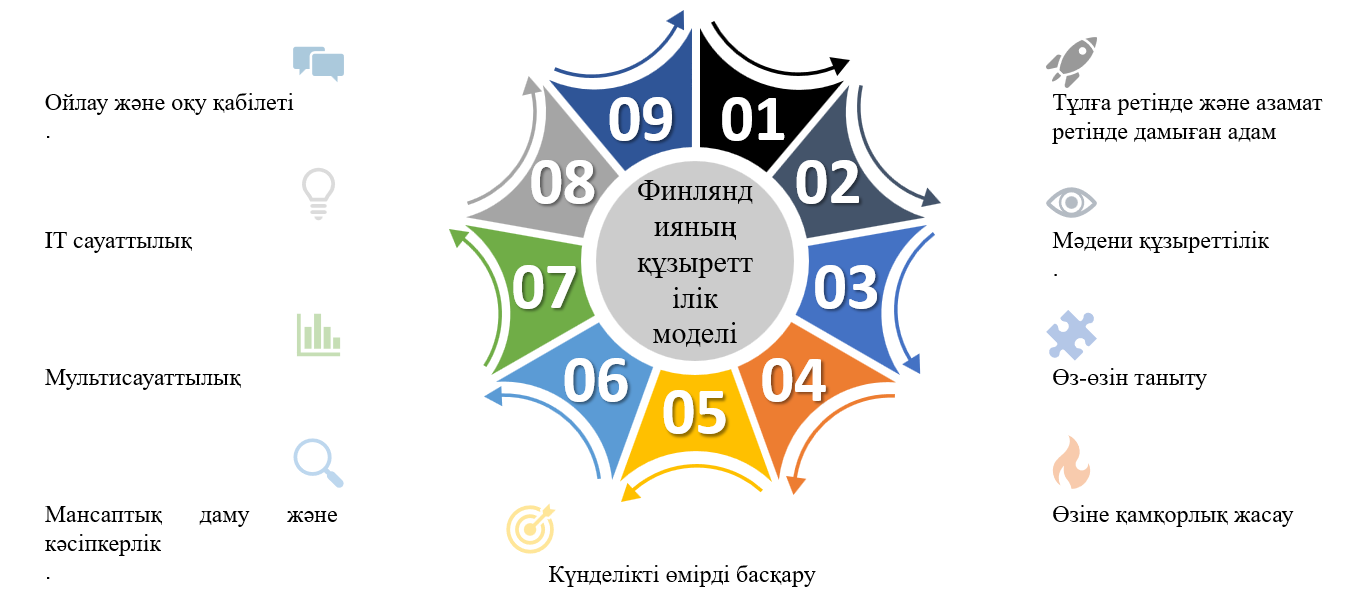 Ойлау және оқу қабілеті
.
IT сауаттылық
Мультисауаттылық
Мансаптық даму және
кәсіпкерлік
.
09
01
08
02
07
03
06
04
05
Финлянд
ияның
құзыретт
ілік
моделі
Күнделікті өмірді басқару
Тұлға ретінде және азамат
ретінде дамыған адам
Мәдени құзыреттілік
.
Өз-өзін таныту
Өзіне қамқорлық жасау